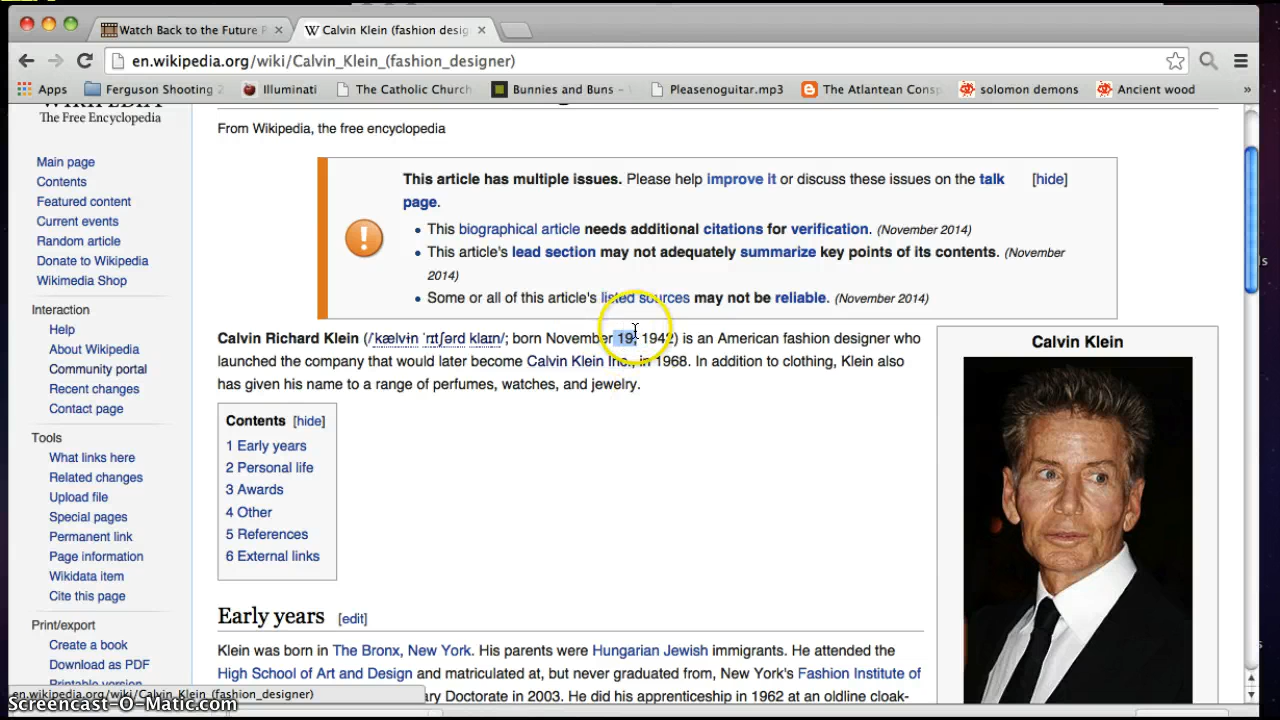 Watch Back to the Future P
Calvin Klein (fashion desig
en.wikipedia.org/wiki/Calvin_Klein_(fashion_designer)
Apps Ferguson Shooting Illuminati The Catholic Church Bunnies and Buns – Pleasenoguitar.mp3 The Atlantean Consp solomon demons Ancient wood »
WIKIPEDIA
The Free Encyclopedia
Main page
Contents
Featured content
Current events
Random article
Donate to Wikipedia
Wikimedia Shop
Interaction
Help
About Wikipedia
Community portal
Recent changes
Contact page
Tools
What links here
Related changes
Upload file
Special pages
Permanent link
Page information
Wikidata item
Cite this page
Print/export
Create a book
Download as PDF
Printable version
From Wikipedia, the free encyclopedia
This article has multiple issues. Please help improve it or discuss these issues on the talk [hide]
page.
• This biographical article needs additional citations for verification. (November 2014)
• This article's lead section may not adequately summarize key points of its contents. (November
2014)
• Some or all of this article's listed sources may not be reliable. (November 2014)
Calvin Richard Klein (/ˈkælvɪn ˈrɪtʃərd klaɪn/; born November 19, 1942) is an American fashion designer who
launched the company that would later become Calvin Klein Inc., in 1968. In addition to clothing, Klein also
has given his name to a range of perfumes, watches, and jewelry.
Contents [hide]
1 Early years
2 Personal life
3 Awards
4 Other
5 References
6 External links
Early years [edit]
Klein was born in The Bronx, New York. His parents were Hungarian Jewish immigrants. He attended the
High School of Art and Design and matriculated at, but never graduated from, New York's Fashion Institute of
ary Doctorate in 2003. He did his apprenticeship in 1962 at an oldline cloak-
Calvin Klein
en.wikipedia.org/wiki/Calvin_Klein_(fashion_designer)
Screencast-O-Matic.com